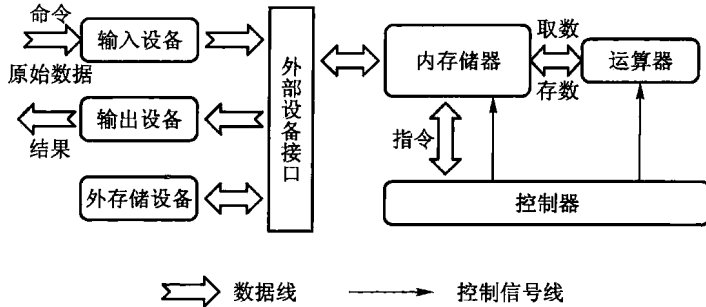 命令
输入设备
原始数据
输出设备
结果
外存储设备
外部设备接口
内存储器
取数
存数
运算器
指令
控制器
数据线
控制信号线